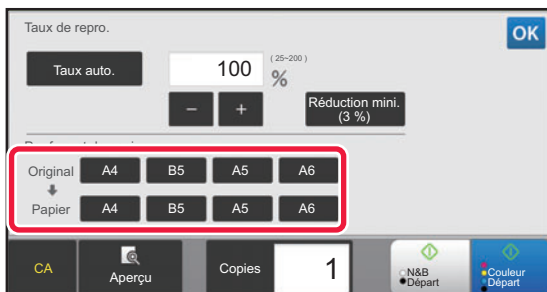 Taux de repro.
OK
Taux auto.
100
(25~200)
%
−
+
Réduction mini.
(3 %)
Original
A4
B5
A5
A6
Papier
A4
B5
A5
A6
CA
Aperçu
Copies
1
N&B
Départ
Couleur
Départ